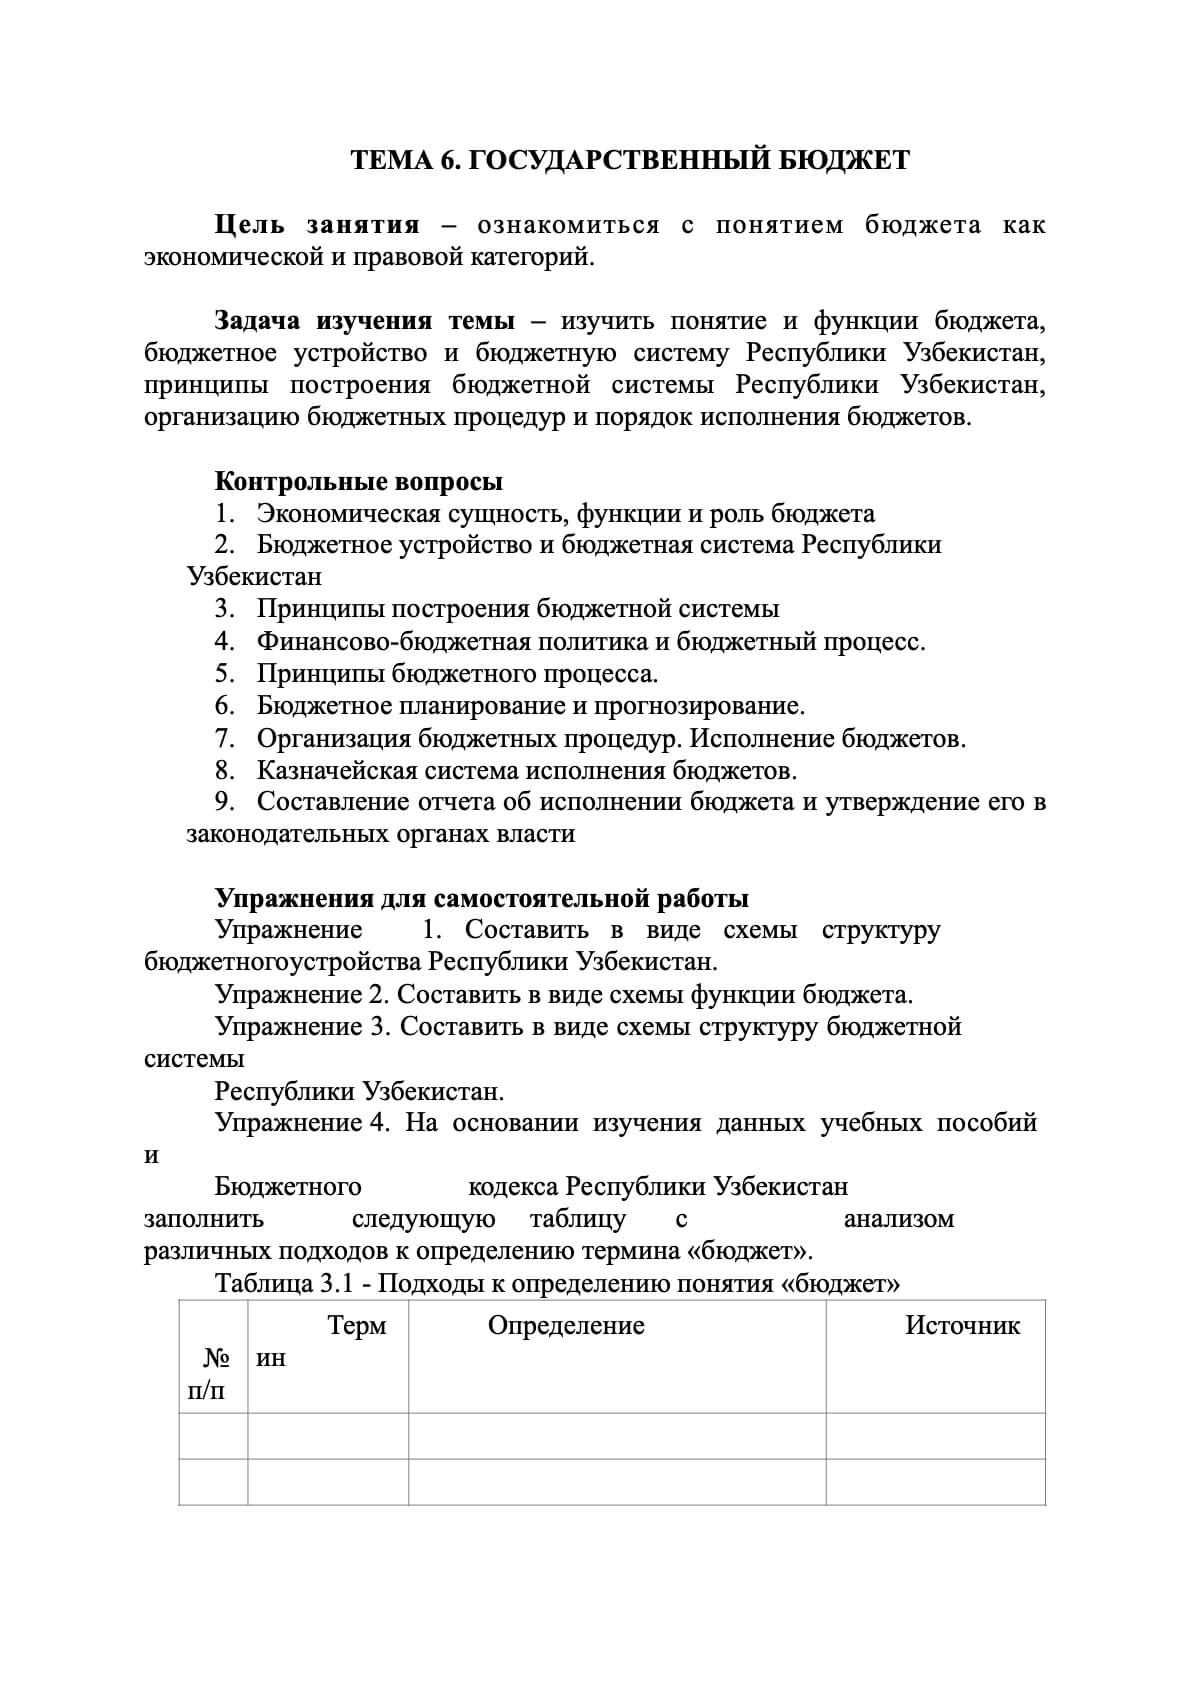 ТЕМА 6. ГОСУДАРСТВЕННЫЙ БЮДЖЕТ
Цель занятия – ознакомиться с понятием бюджета как
экономической и правовой категорий.
Задача изучения темы – изучить понятие и функции бюджета,
бюджетное устройство и бюджетную систему Республики Узбекистан,
принципы построения бюджетной системы Республики Узбекистан,
организацию бюджетных процедур и порядок исполнения бюджетов.
Контрольные вопросы
1. Экономическая сущность, функции и роль бюджета
2. Бюджетное устройство и бюджетная система Республики
Узбекистан
3. Принципы построения бюджетной системы
4. Финансово-бюджетная политика и бюджетный процесс.
5. Принципы бюджетного процесса.
6. Бюджетное планирование и прогнозирование.
7. Организация бюджетных процедур. Исполнение бюджетов.
8. Казначейская система исполнения бюджетов.
9. Составление отчета об исполнении бюджета и утверждение его в
законодательных органах власти
Упражнения для самостоятельной работы
Упражнение 1. Составить в виде схемы структуру
бюджетногоустройства Республики Узбекистан.
Упражнение 2. Составить в виде схемы функции бюджета.
Упражнение 3. Составить в виде схемы структуру бюджетной
системы
Республики Узбекистан.
Упражнение 4. На основании изучения данных учебных пособий
и
Бюджетного кодекса Республики Узбекистан
заполнить следующую таблицу с анализом
различных подходов к определению термина «бюджет».
Таблица 3.1 - Подходы к определению понятия «бюджет»
№
п/п
Терм
ин
Определение
Источник